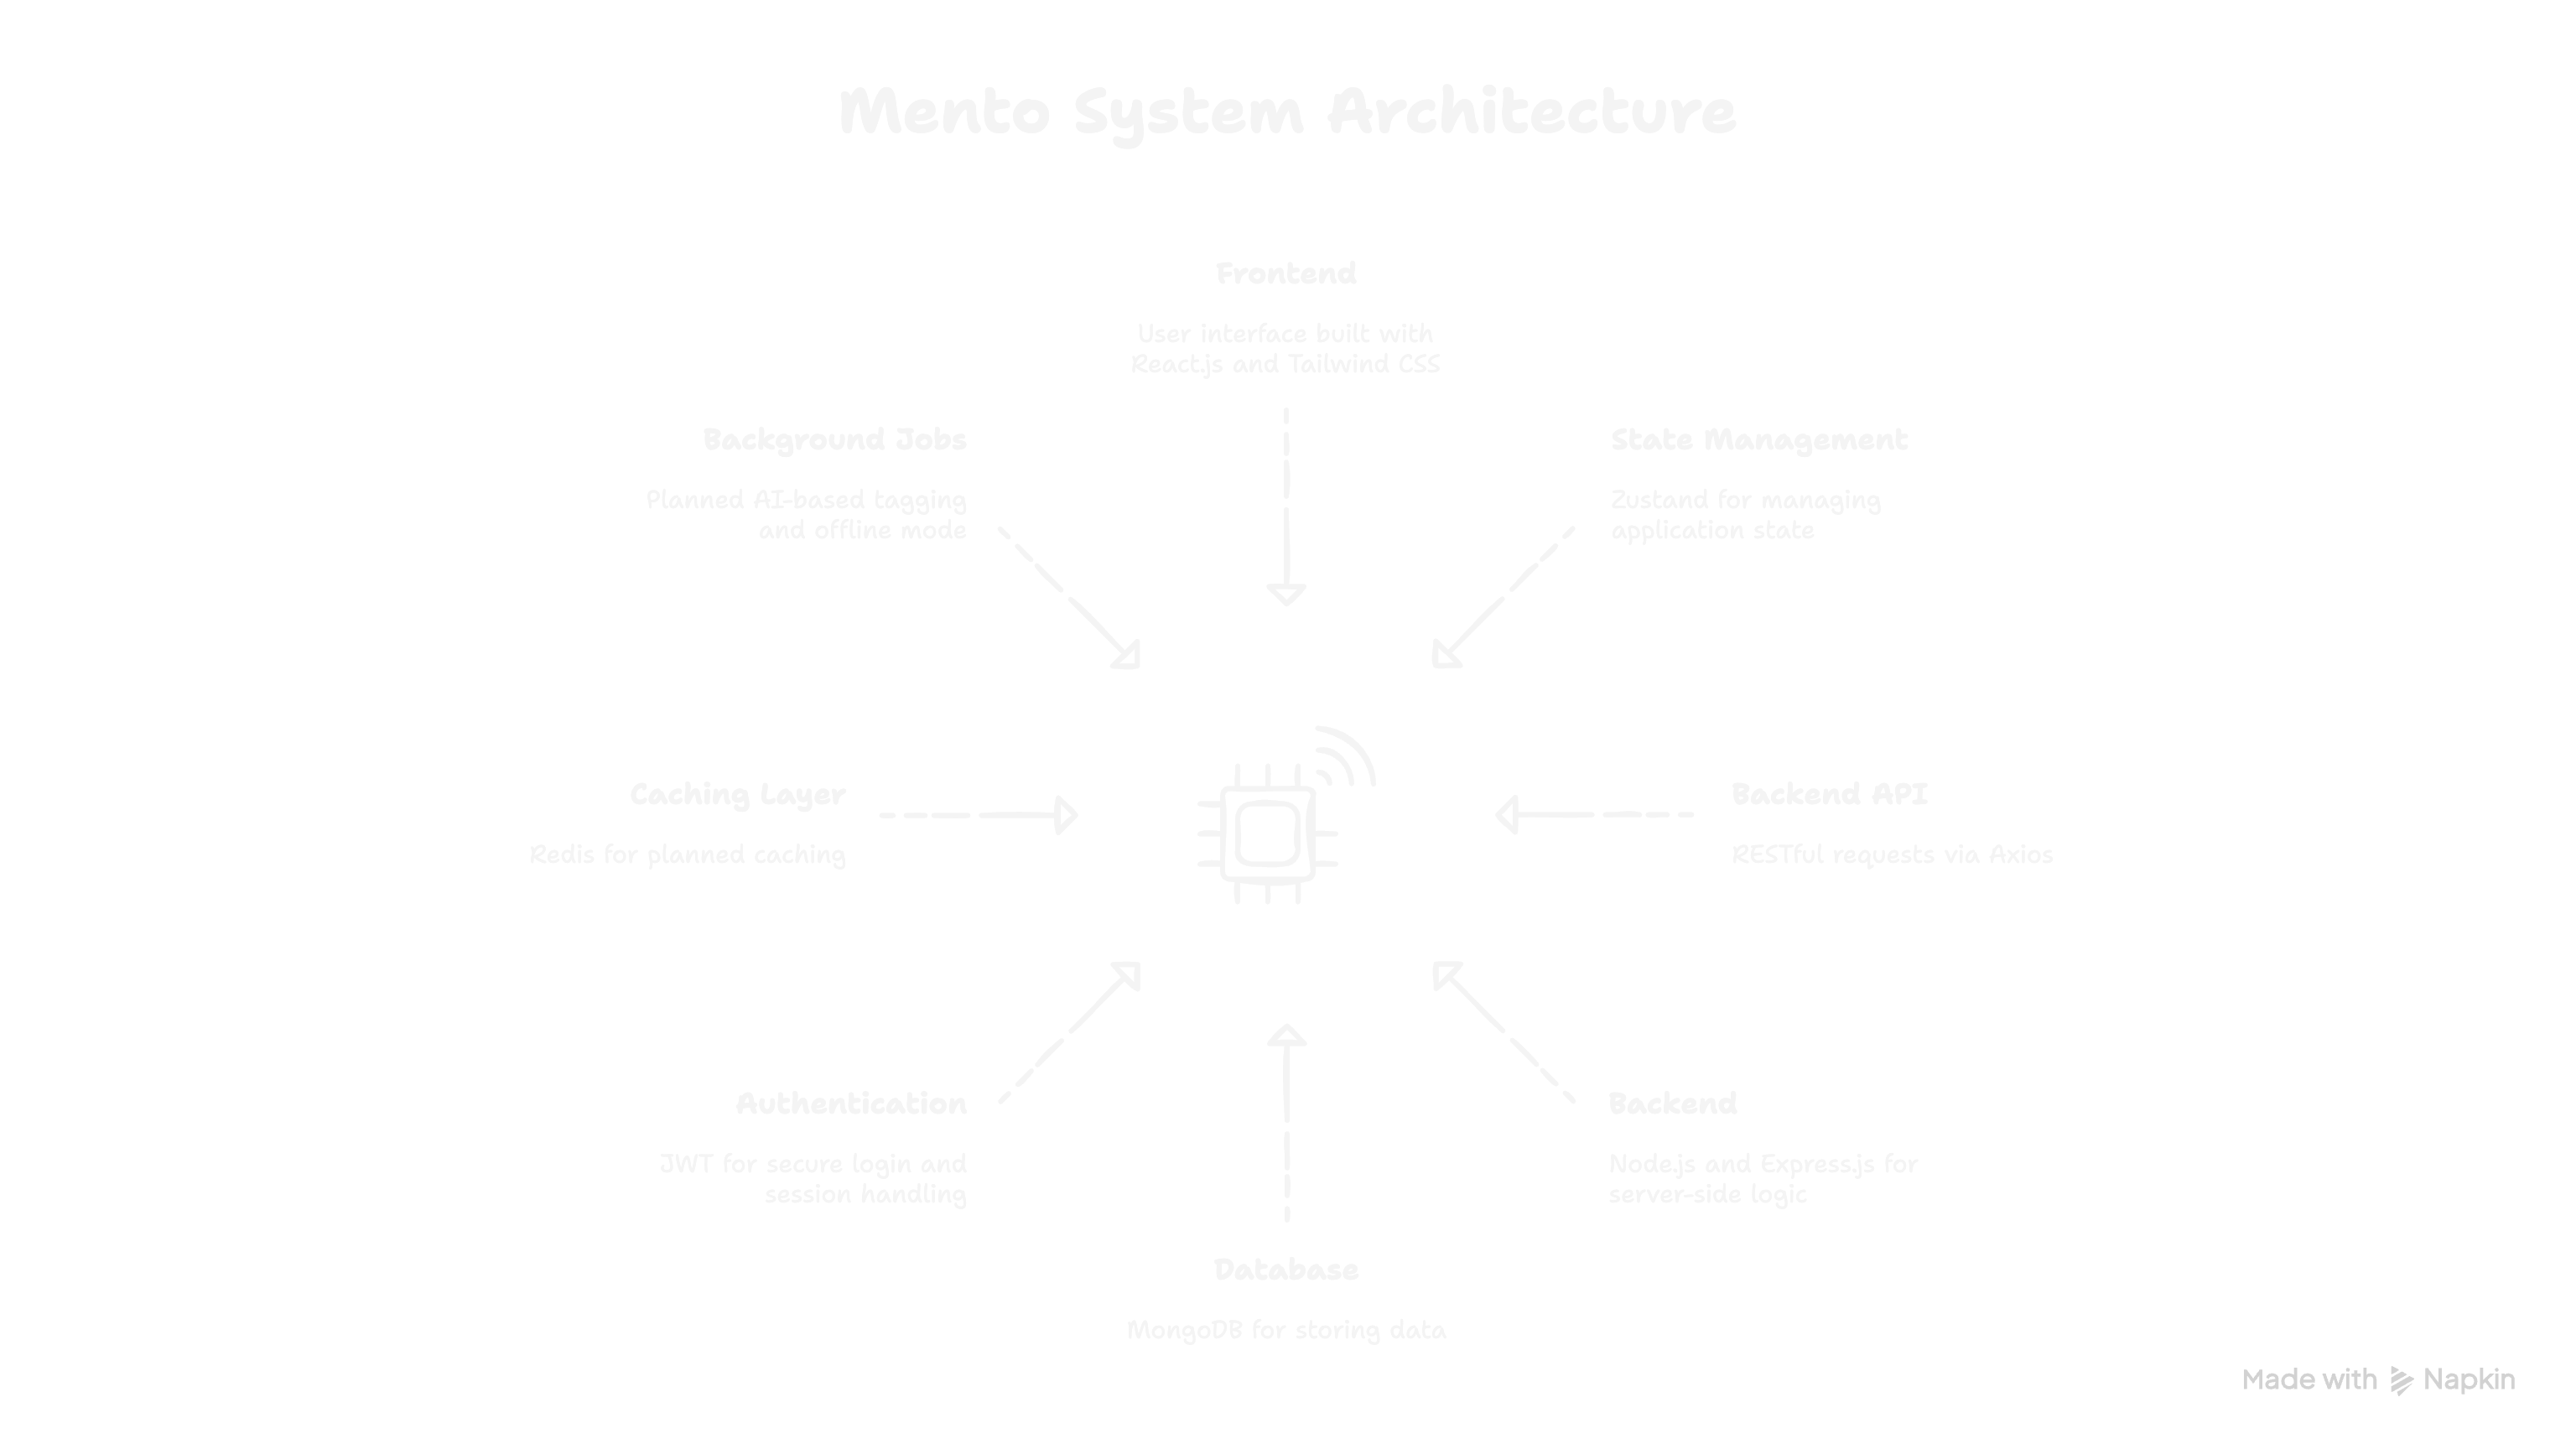 Mento System Architecture
Frontend
User interface built with
React.js and Tailwind CSS
Background Jobs
Planned AI-based tagging
and offline mode
State Management
Zustand for managing
application state
Caching Layer
Redis for planned caching
Backend API
RESTful requests via Axios
Authentication
JWT for secure login and
session handling
Backend
Node.js and Express.js for
server-side logic
Database
MongoDB for storing data
Made with Napkin